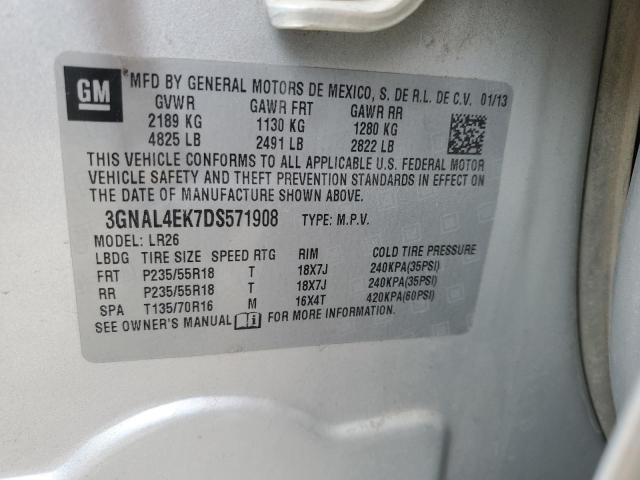 GM
MFD BY GENERAL MOTORS DE MEXICO, S. DE R.L. DE C.V. 01/13
GVWR GAWR FRT GAWR RR
2189 KG 1130 KG 1280 KG
4825 LB 2491 LB 2822 LB
THIS VEHICLE CONFORMS TO ALL APPLICABLE U.S. FEDERAL MOTOR
VEHICLE SAFETY AND THEFT PREVENTION STANDARDS IN EFFECT ON
THE DATE OF MANUFACTURE SHOWN ABOVE.
3GNAL4EK7DS571908 TYPE: M.P.V.
MODEL: LR26
LBDG TIRE SIZE SPEED RTG RIM COLD TIRE PRESSURE
FRT P235/55R18 T 18X7J 240KPA(35PSI)
RR P235/55R18 T 18X7J 240KPA(35PSI)
SPA T135/70R16 M 16X4T 420KPA(60PSI)
SEE OWNER'S MANUAL FOR MORE INFORMATION.